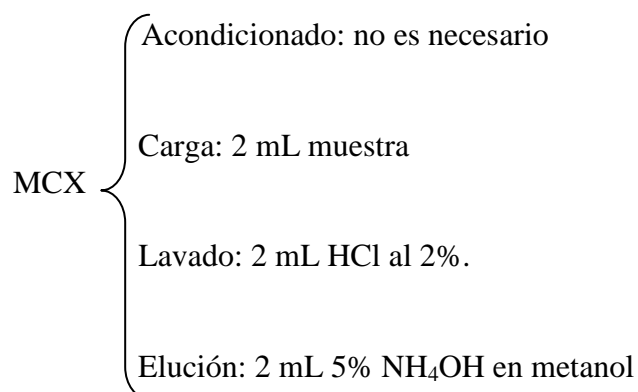 Acondicionado: no es necesario
Carga: 2 mL muestra
MCX
Lavado: 2 mL HCl al 2%.
Elución: 2 mL 5% NH₄OH en metanol